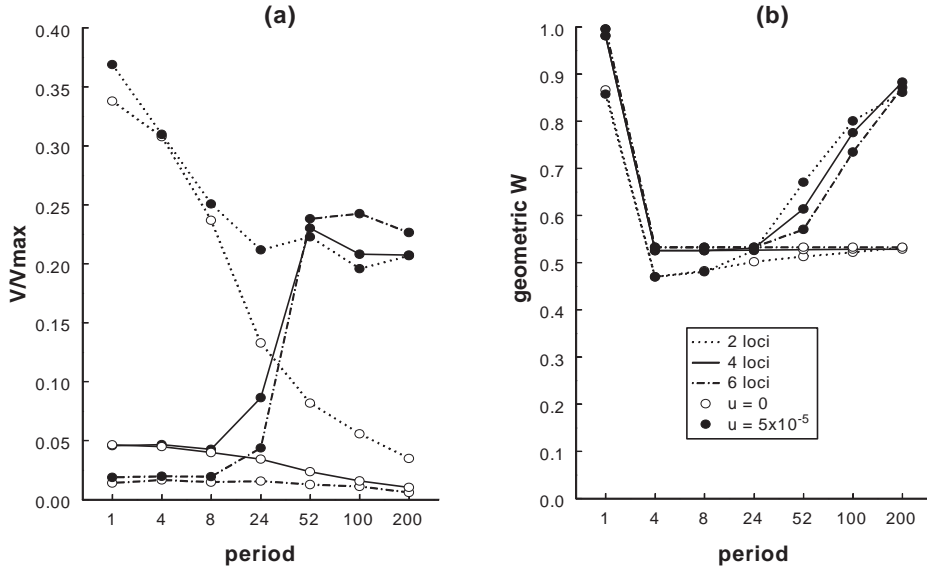 (a)
0.40
0.35
0.30
0.25
0.20
0.15
0.10
0.05
0.00
V/Vmax
1 4 8 24 52 100 200
period
(b)
1.0
0.9
0.8
0.7
0.6
0.5
0.4
0.3
0.2
0.1
0.0
geometric W
2 loci
4 loci
6 loci
u = 0
u = 5x10⁻⁵
1 4 8 24 52 100 200
period